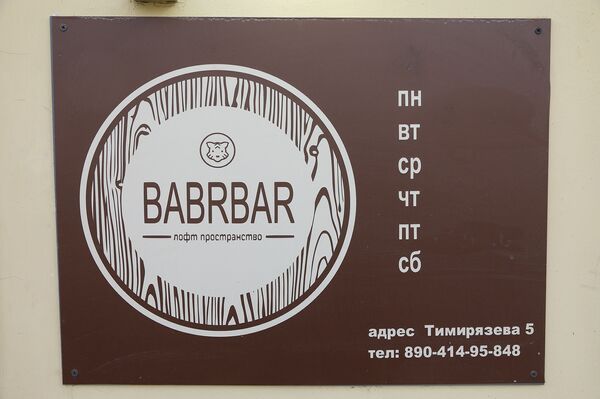 BABRBAR
лофт пространство
пн
вт
ср
чт
пт
сб
адрес Тимирязева 5
тел: 890-414-95-848